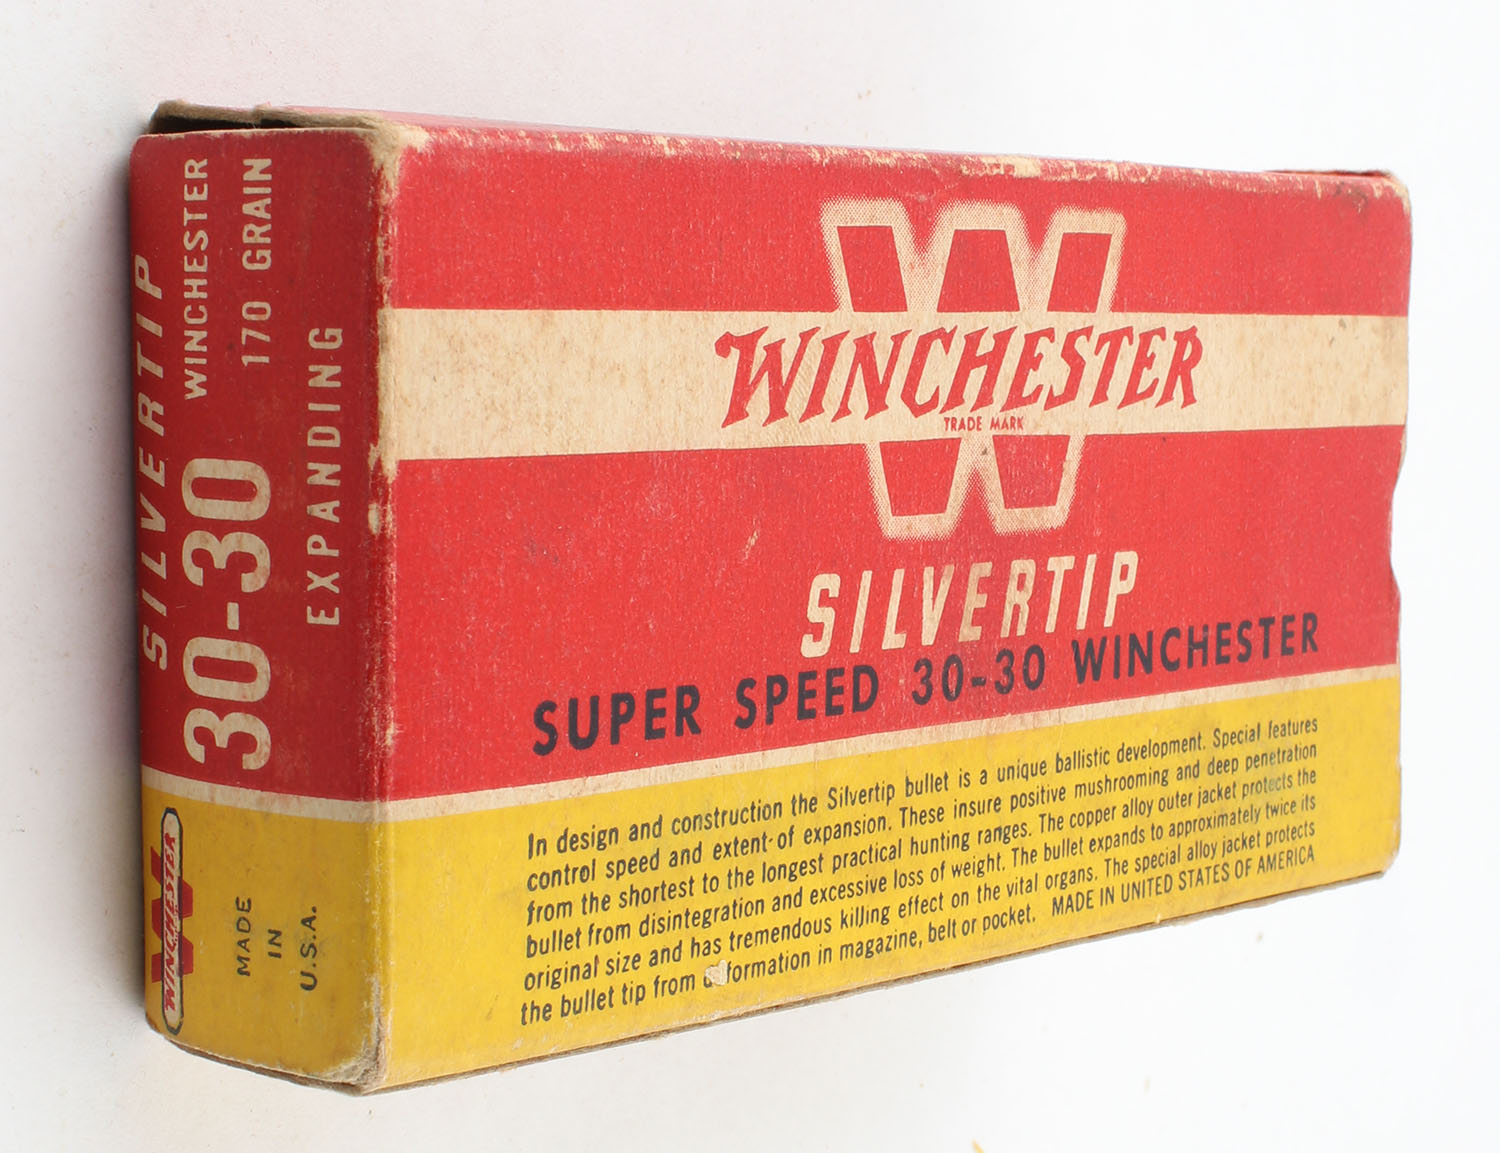 SILVERTIP
30-30 WINCHESTER
170 GRAIN
EXPANDING
WINCHESTER
MADE
IN
U.S.A.
W
WINCHESTER
TRADE MARK
SILVERTIP
SUPER SPEED 30-30 WINCHESTER
In design and construction the Silvertip bullet is a unique ballistic development. Special features
control speed and extent of expansion. These insure positive mushrooming and deep penetration
from the shortest to the longest practical hunting ranges. The copper alloy outer jacket protects the
bullet from disintegration and excessive loss of weight. The bullet expands to approximately twice its
original size and has tremendous killing effect on the vital organs. The special alloy jacket protects
the bullet tip from formation in magazine, belt or pocket. MADE IN UNITED STATES OF AMERICA